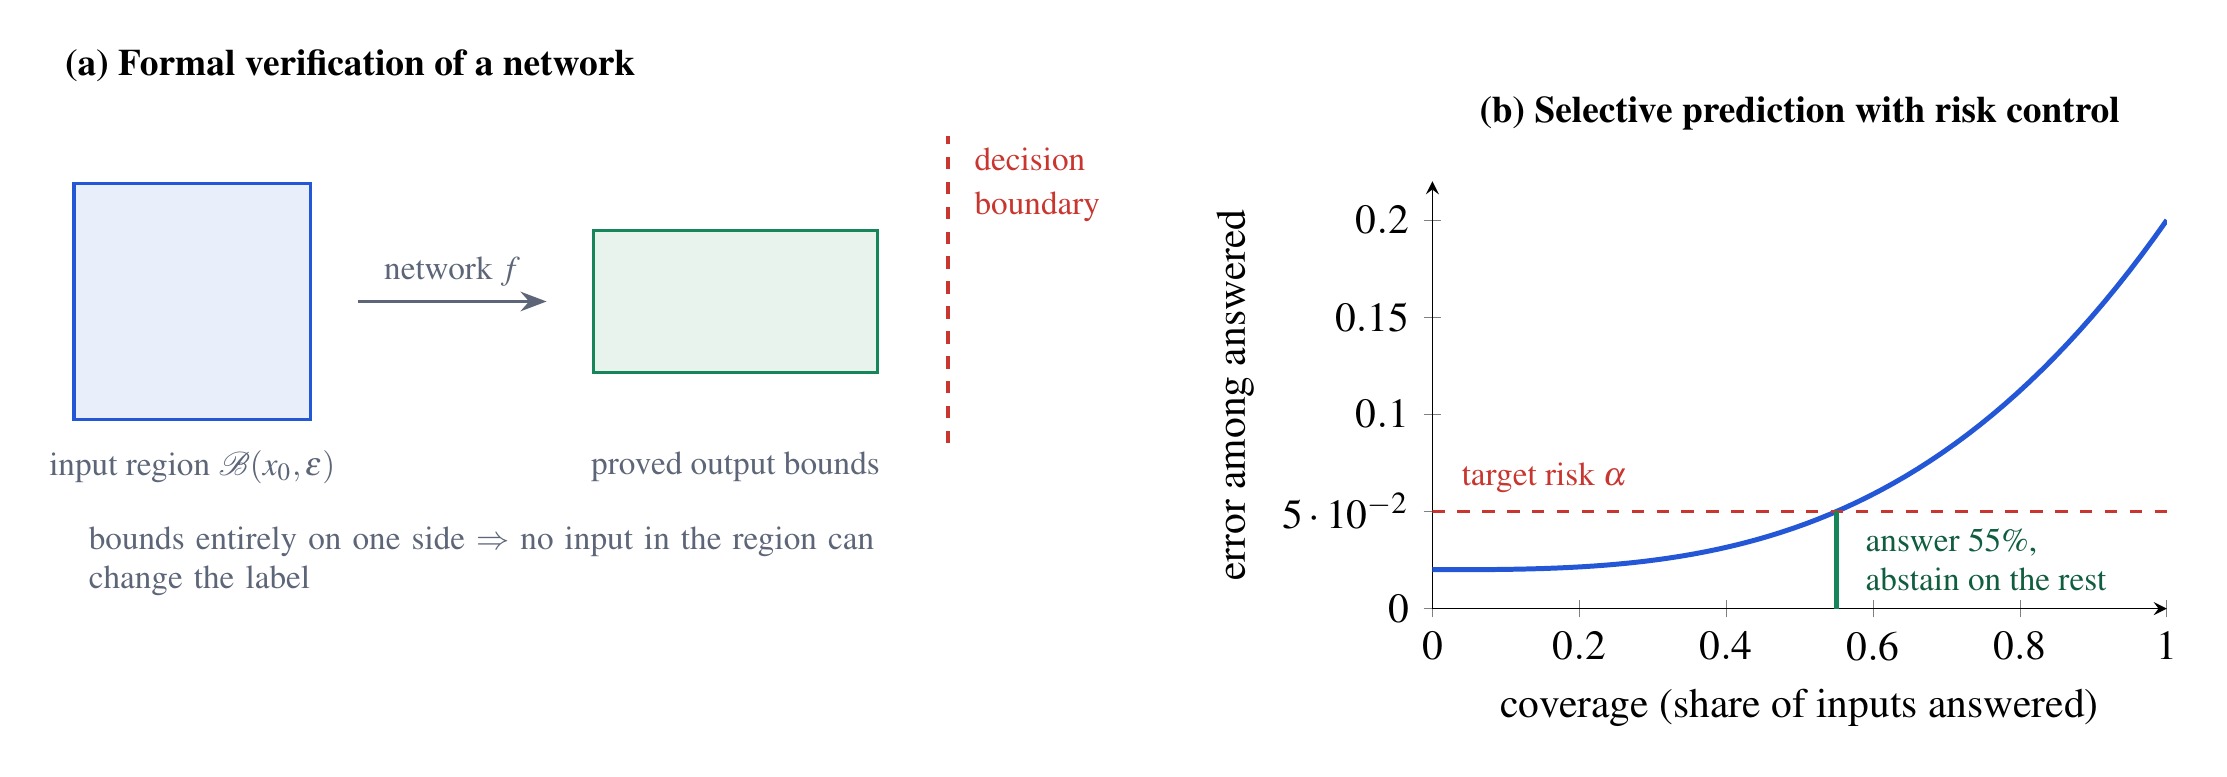 (a) Formal verification of a network
decision
boundary
network f
input region ℬ(x₀, ε)
proved output bounds
bounds entirely on one side ⇒ no input in the region can
change the label
(b) Selective prediction with risk control
error among answered
0.2
0.15
0.1
5 · 10⁻²
0
target risk α
answer 55%,
abstain on the rest
0 0.2 0.4 0.6 0.8 1
coverage (share of inputs answered)